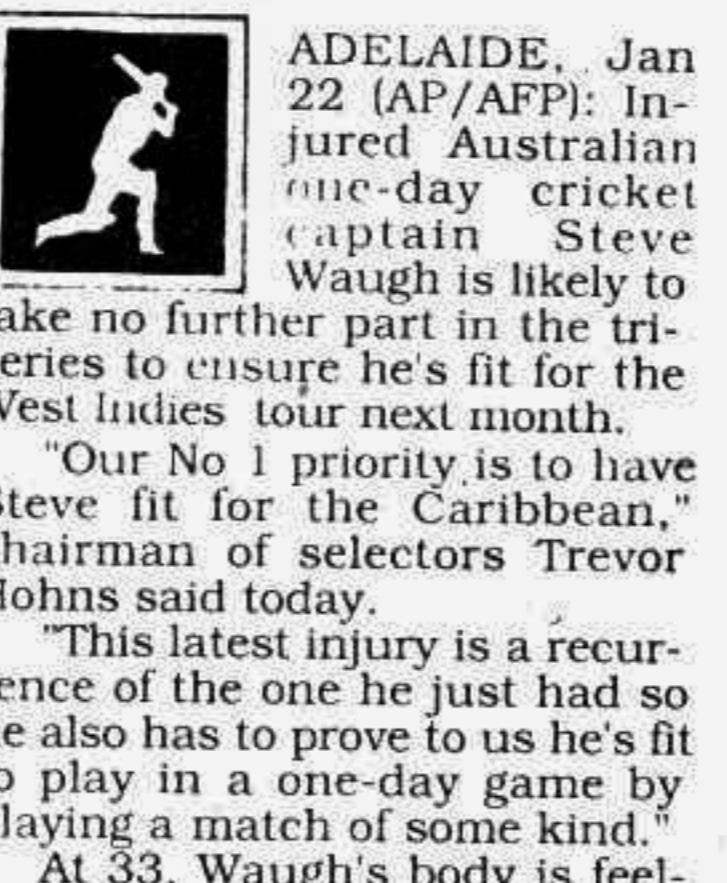 ADELAIDE, Jan
22 (AP/AFP): In-
jured Australian
one-day cricket
captain Steve
Waugh is likely to
ake no further part in the tri-
eries to ensure he's fit for the
West Indies tour next month.
"Our No 1 priority is to have
Steve fit for the Caribbean,"
hairman of selectors Trevor
Hohns said today.
"This latest injury is a recur-
ence of the one he just had so
e also has to prove to us he's fit
o play in a one-day game by
laying a match of some kind."
At 33, Waugh's body is feel-